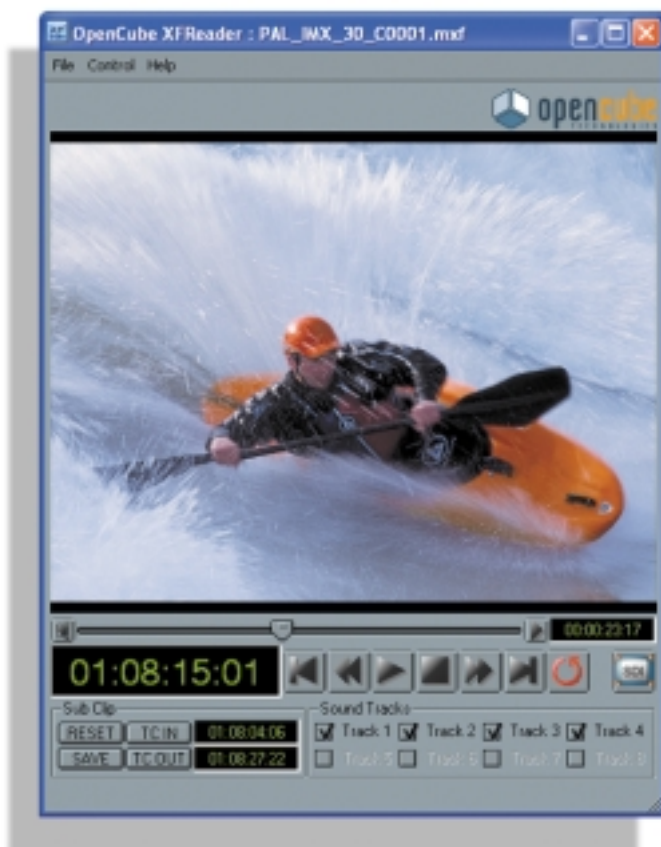 OpenCube XFReader : PAL_IMX_30_C0001.mxf
File Control Help
opencube
TECHNOLOGIES
00:00:23:17
01:08:15:01
SDI
Sub Clip
RESET TC IN 01:08:04:06
SAVE TC OUT 01:08:27:22
Sound Tracks
Track 1 Track 2 Track 3 Track 4
Track 5 Track 6 Track 7 Track 8